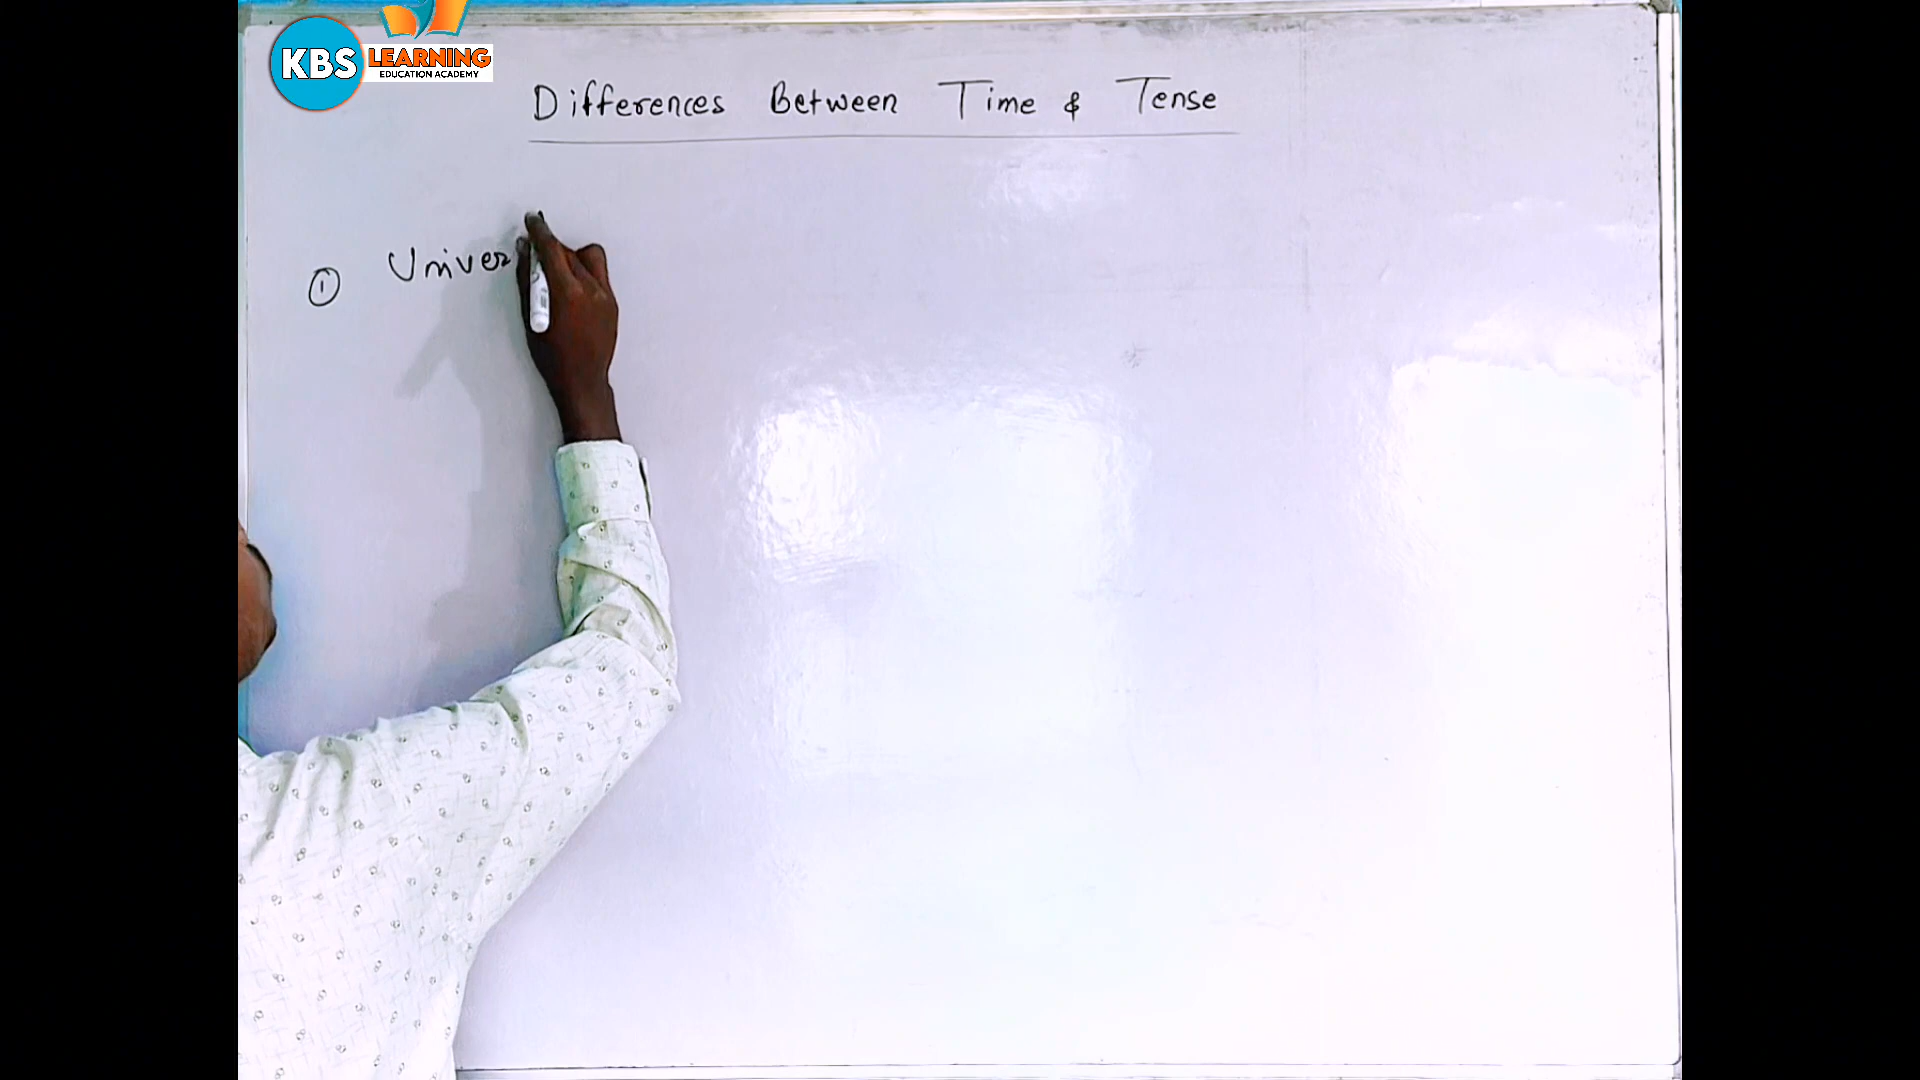 KBS LEARNING
EDUCATION ACADEMY
Differences Between Time & Tense
① Univer